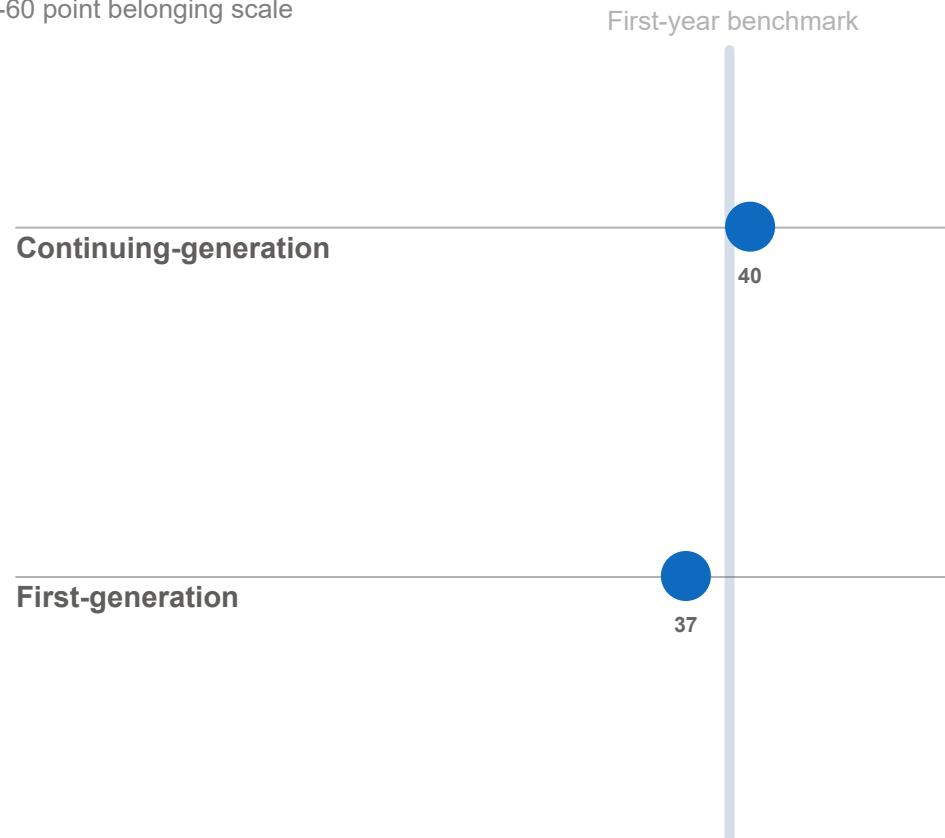 -60 point belonging scale
First-year benchmark
Continuing-generation
40
First-generation
37